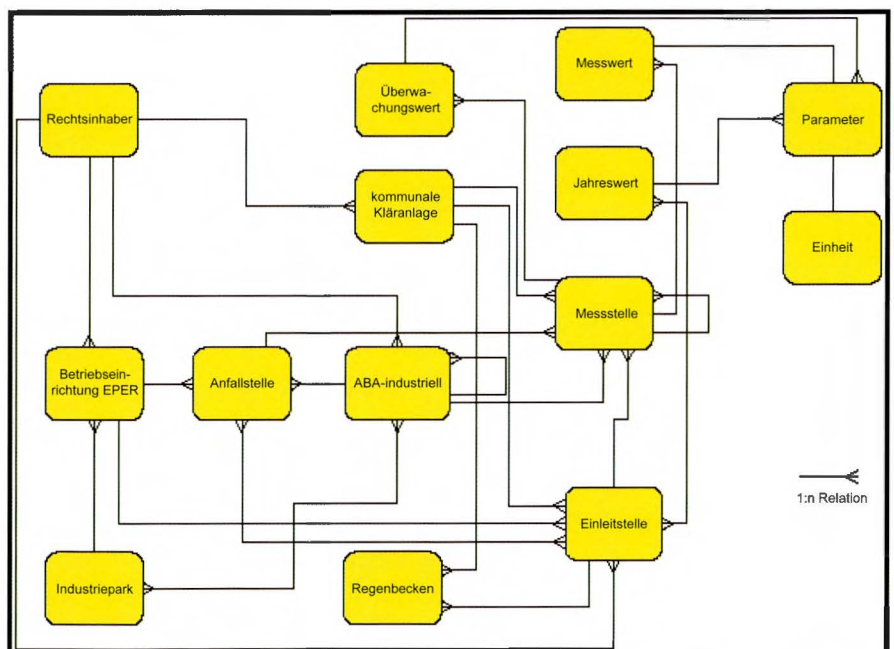 Rechtsinhaber
Überwa-
chungswert
Messwert
Parameter
kommunale
Kläranlage
Jahreswert
Einheit
Messstelle
Betriebsein-
richtung EPER
Anfallstelle
ABA-industriell
1:n Relation
Einleitstelle
Industriepark
Regenbecken